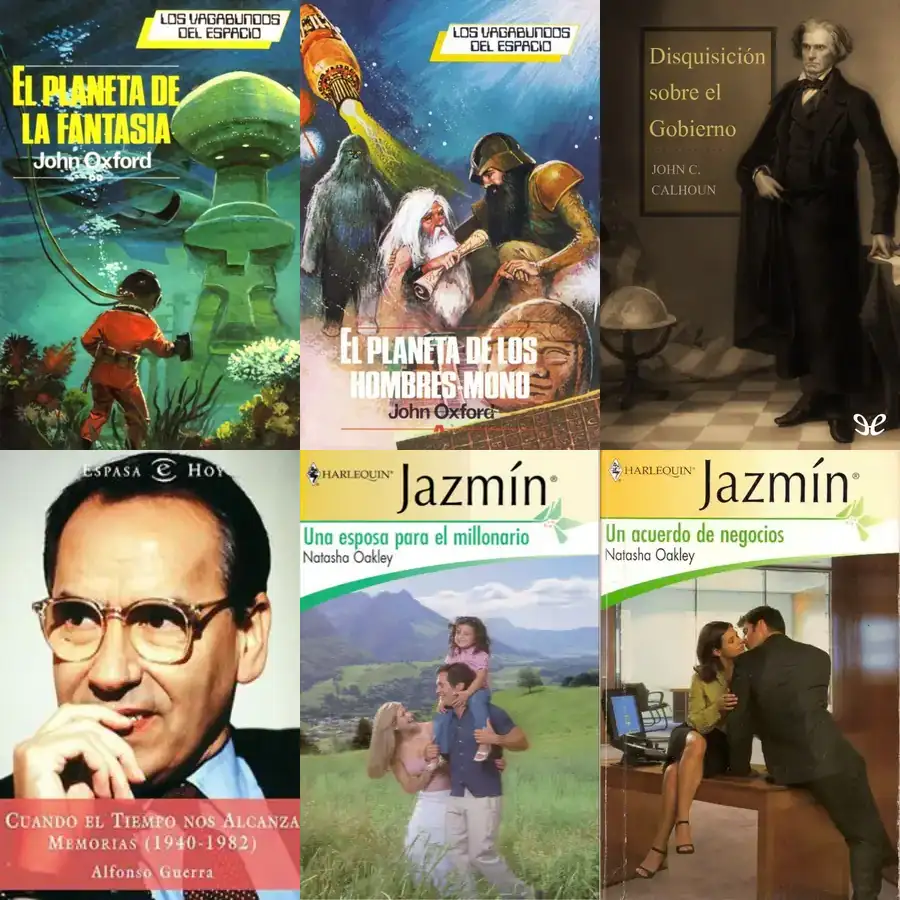 LOS VAGABUNDOS
DEL ESPACIO
EL PLANETA DE
LA FANTASIA
John Oxford
LOS VAGABUNDOS
DEL ESPACIO
EL PLANETA DE LOS
HOMBRES-MONO
John Oxford
Disquisición
sobre el
Gobierno
JOHN C.
CALHOUN
ESPASA e HOY
CUANDO EL TIEMPO NOS ALCANZA
MEMORIAS (1940-1982)
Alfonso Guerra
HARLEQUIN®
Jazmín®
Una esposa para el millonario
Natasha Oakley
HARLEQUIN®
Jazmín®
Un acuerdo de negocios
Natasha Oakley